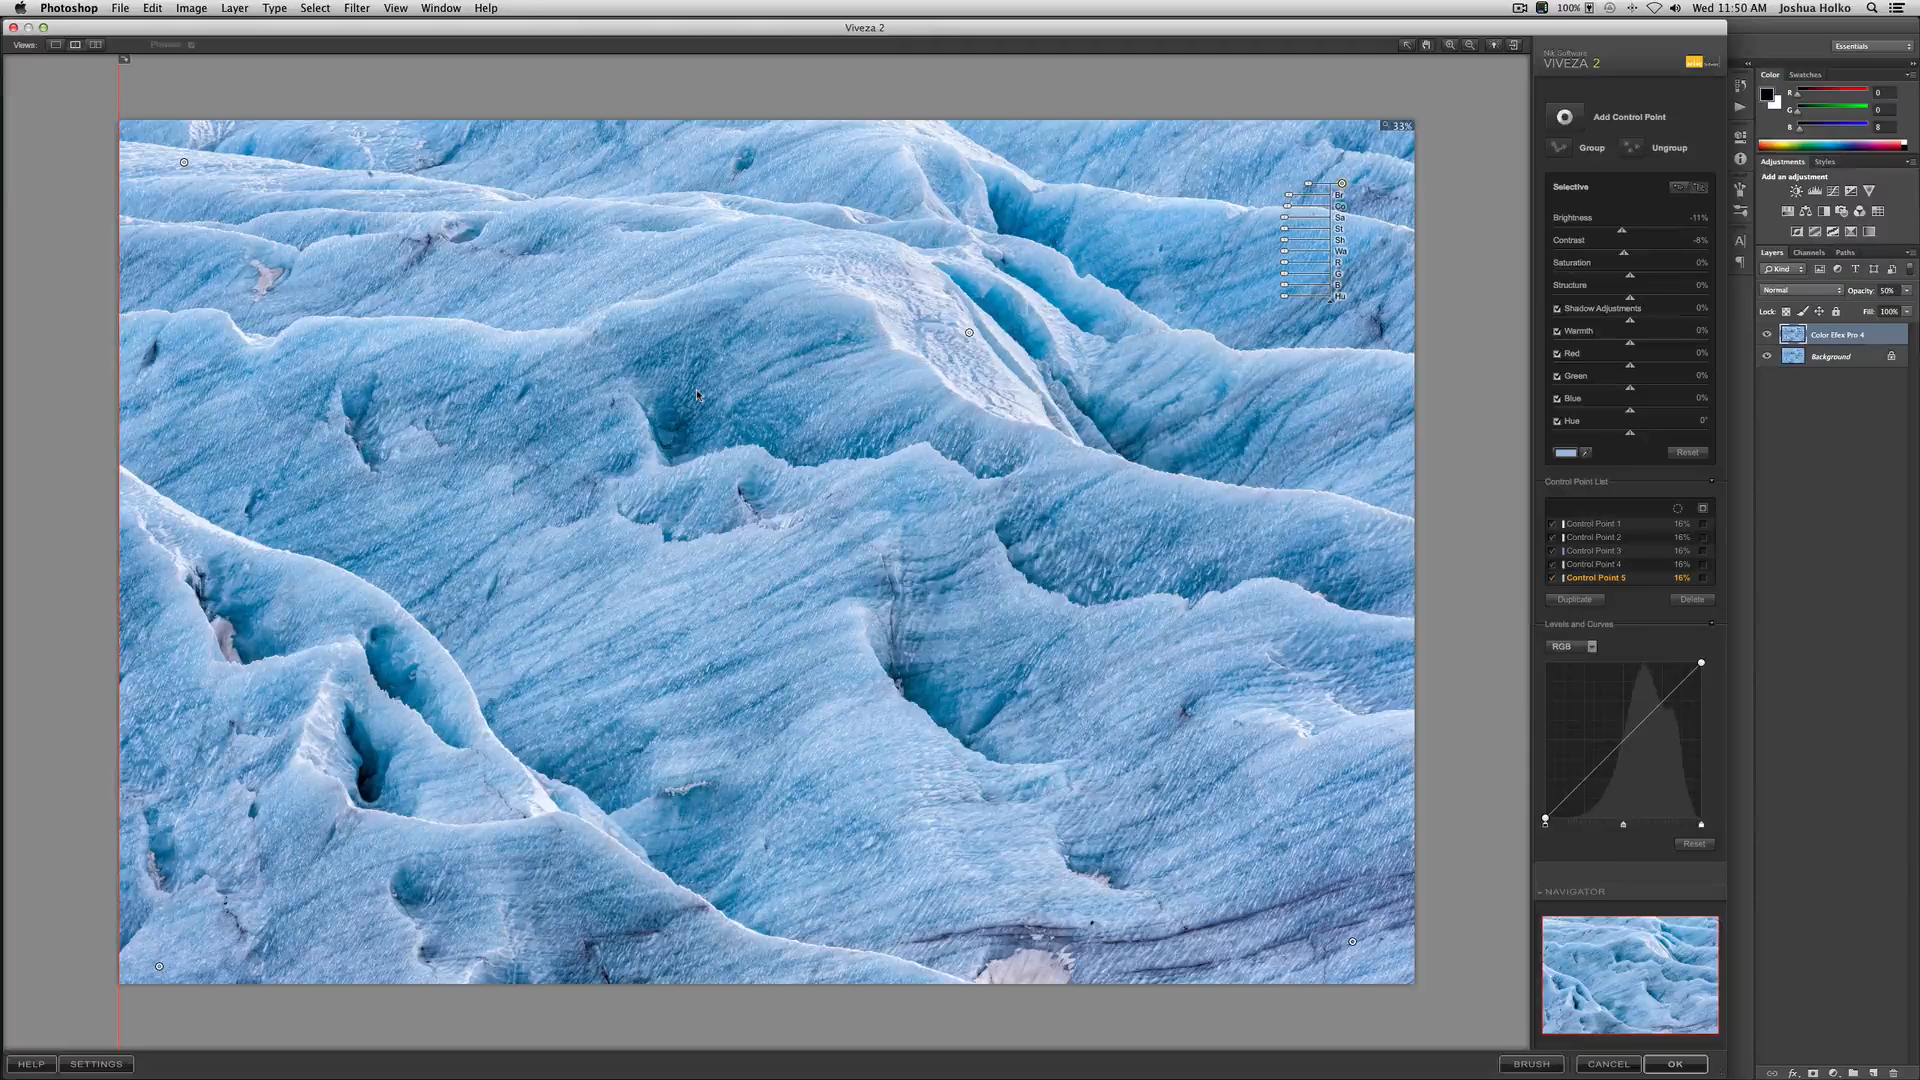 Photoshop File Edit Image Layer Type Select Filter View Window Help
100% Wed 11:50 AM Joshua Holko
Viveza 2
Views: Preview
Essentials
Nik Software
VIVEZA 2
Color Swatches
R 0
G 0
B 8
Add Control Point
33%
Group Ungroup
Adjustments Styles
Add an adjustment
Selective
Br
Co
Sa
St
Sh
Wa
R
G
B
Hu
Brightness -11%
Contrast -8%
Saturation 0%
Structure 0%
Shadow Adjustments 0%
Warmth 0%
Red 0%
Green 0%
Blue 0%
Hue 0°
Reset
Layers Channels Paths
Kind
Normal Opacity: 50%
Lock: Fill: 100%
Color Efex Pro 4
Background
Control Point List
Control Point 1 16%
Control Point 2 16%
Control Point 3 16%
Control Point 4 16%
Control Point 5 16%
Duplicate Delete
Levels and Curves
RGB
Reset
NAVIGATOR
HELP SETTINGS BRUSH CANCEL OK